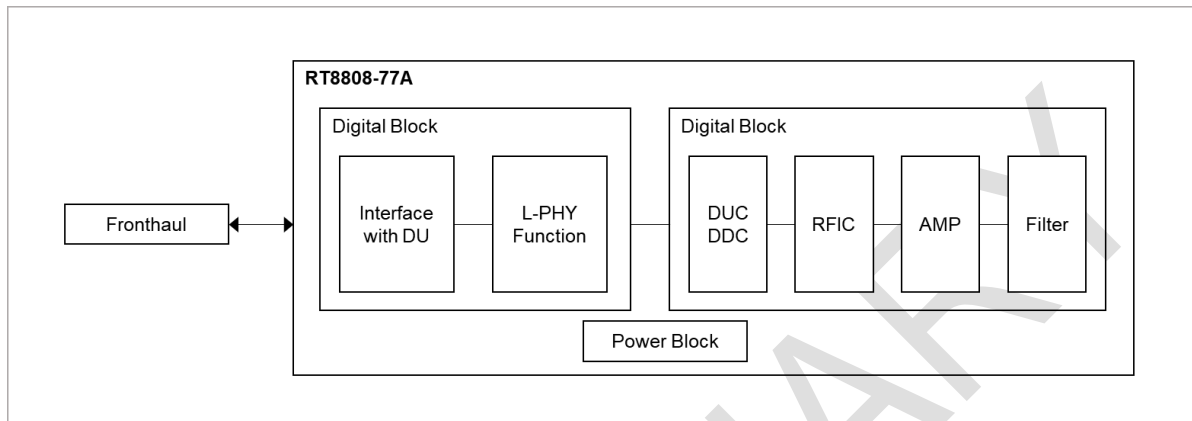 RT8808-77A
Digital Block
Digital Block
Fronthaul
Interface
with DU
L-PHY
Function
DUC
DDC
RFIC
AMP
Filter
Power Block